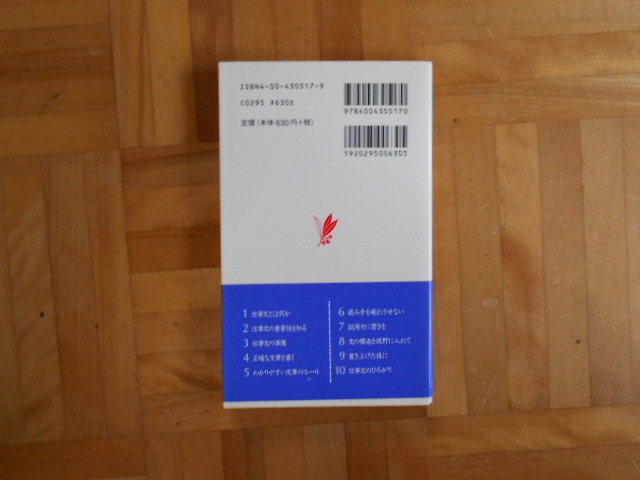 ISBN4-00-430517-9
C0295 ¥630E
定価(本体 630円+税)
9784004305170
1920295006305
1 仕事文とは何か
2 仕事文の重要性を知る
3 仕事文の準備
4 正確な文章を書く
5 わかりやすい文章のルール
6 読み手を疲れさせない
7 説得力に磨きを
8 文の構造を視野に入れて
9 書き上げた後に
10 仕事文のひろがり